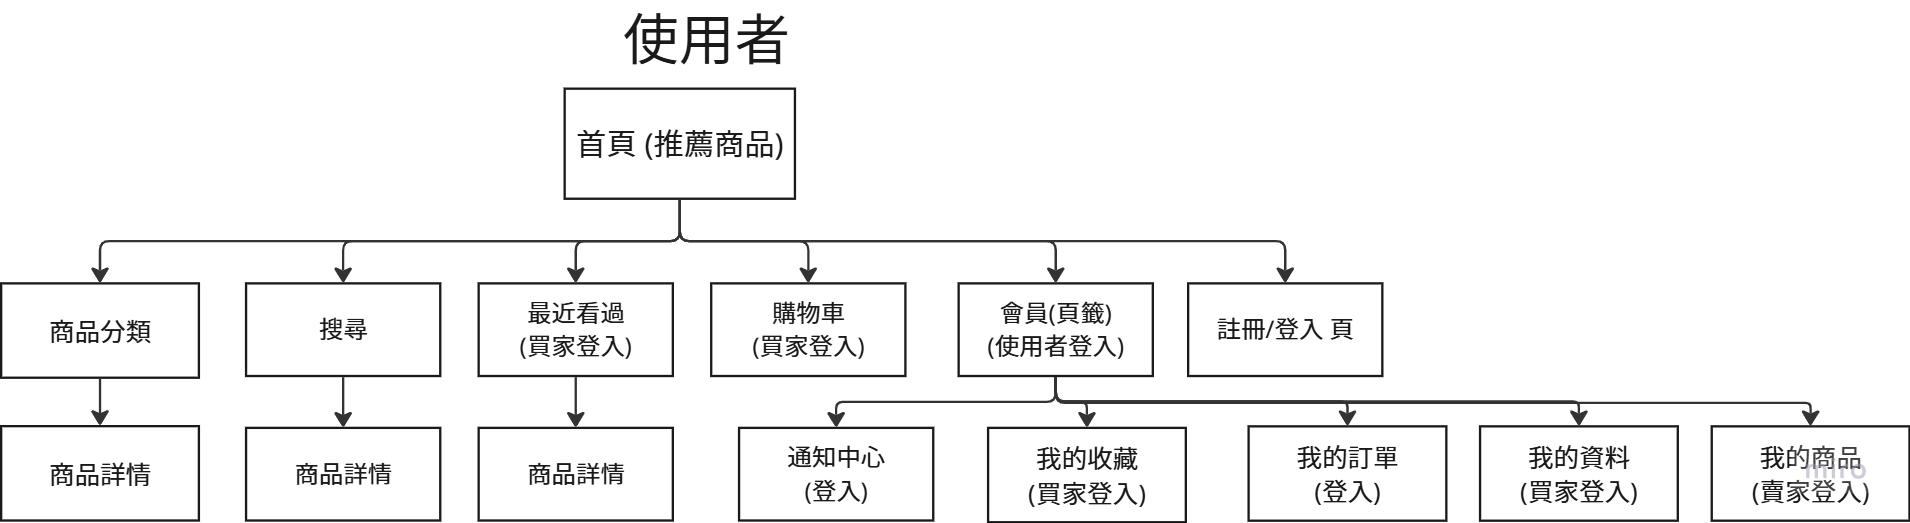 使用者
首頁 (推薦商品)
商品分類
搜尋
最近看過
(買家登入)
購物車
(買家登入)
會員(頁籤)
(使用者登入)
註冊/登入 頁
商品詳情
商品詳情
商品詳情
通知中心
(登入)
我的收藏
(買家登入)
我的訂單
(登入)
我的資料
(買家登入)
我的商品
(賣家登入)
miro